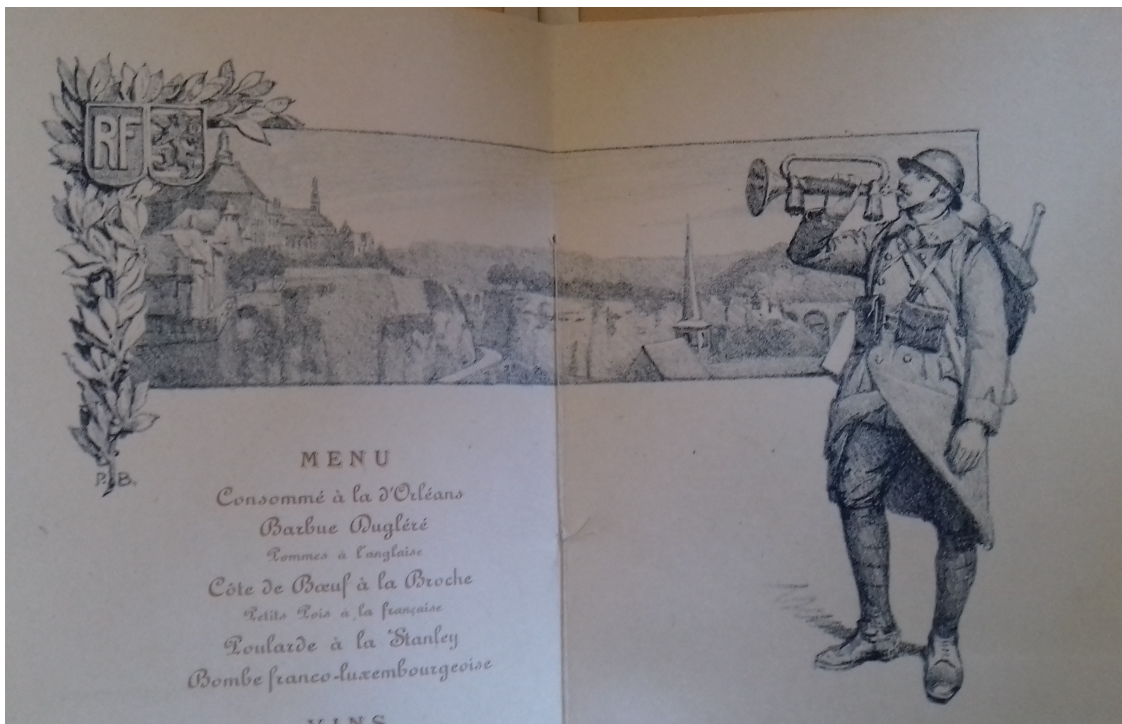 RF
P. B.
MENU
Consommé à la d'Orléans
Barbue Dugléré
Pommes à l'anglaise
Côte de Bœuf à la Broche
Petits Pois à la française
Poularde à la Stanley
Bombe franco-luxembourgeoise
VINS